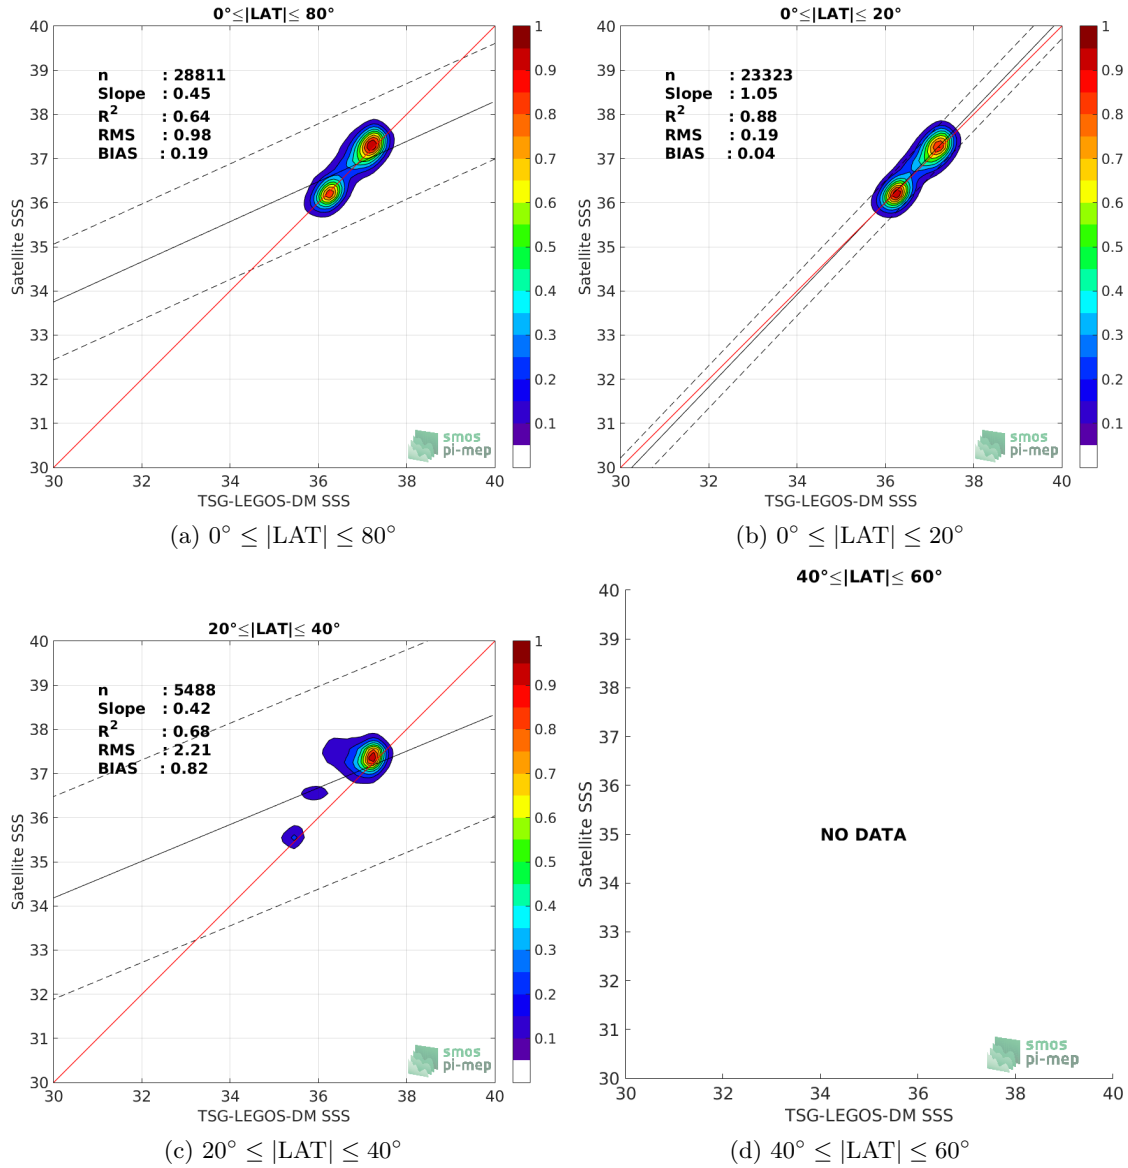 0°≤|LAT|≤ 80°
40
39
38
37
36
35
34
33
32
31
30
Satellite SSS
n : 28811
Slope : 0.45
R2 : 0.64
RMS : 0.98
BIAS : 0.19
smos
pi-mep
30 32 34 36 38 40
TSG-LEGOS-DM SSS
1
0.9
0.8
0.7
0.6
0.5
0.4
0.3
0.2
0.1
(a) 0° ≤ |LAT| ≤ 80°
0°≤|LAT|≤ 20°
40
39
38
37
36
35
34
33
32
31
30
Satellite SSS
n : 23323
Slope : 1.05
R2 : 0.88
RMS : 0.19
BIAS : 0.04
smos
pi-mep
30 32 34 36 38 40
TSG-LEGOS-DM SSS
1
0.9
0.8
0.7
0.6
0.5
0.4
0.3
0.2
0.1
(b) 0° ≤ |LAT| ≤ 20°
20°≤|LAT|≤ 40°
40
39
38
37
36
35
34
33
32
31
30
Satellite SSS
n : 5488
Slope : 0.42
R2 : 0.68
RMS : 2.21
BIAS : 0.82
smos
pi-mep
30 32 34 36 38 40
TSG-LEGOS-DM SSS
1
0.9
0.8
0.7
0.6
0.5
0.4
0.3
0.2
0.1
(c) 20° ≤ |LAT| ≤ 40°
40°≤|LAT|≤ 60°
40
39
38
37
36
35
34
33
32
31
30
Satellite SSS
NO DATA
smos
pi-mep
30 32 34 36 38 40
TSG-LEGOS-DM SSS
(d) 40° ≤ |LAT| ≤ 60°